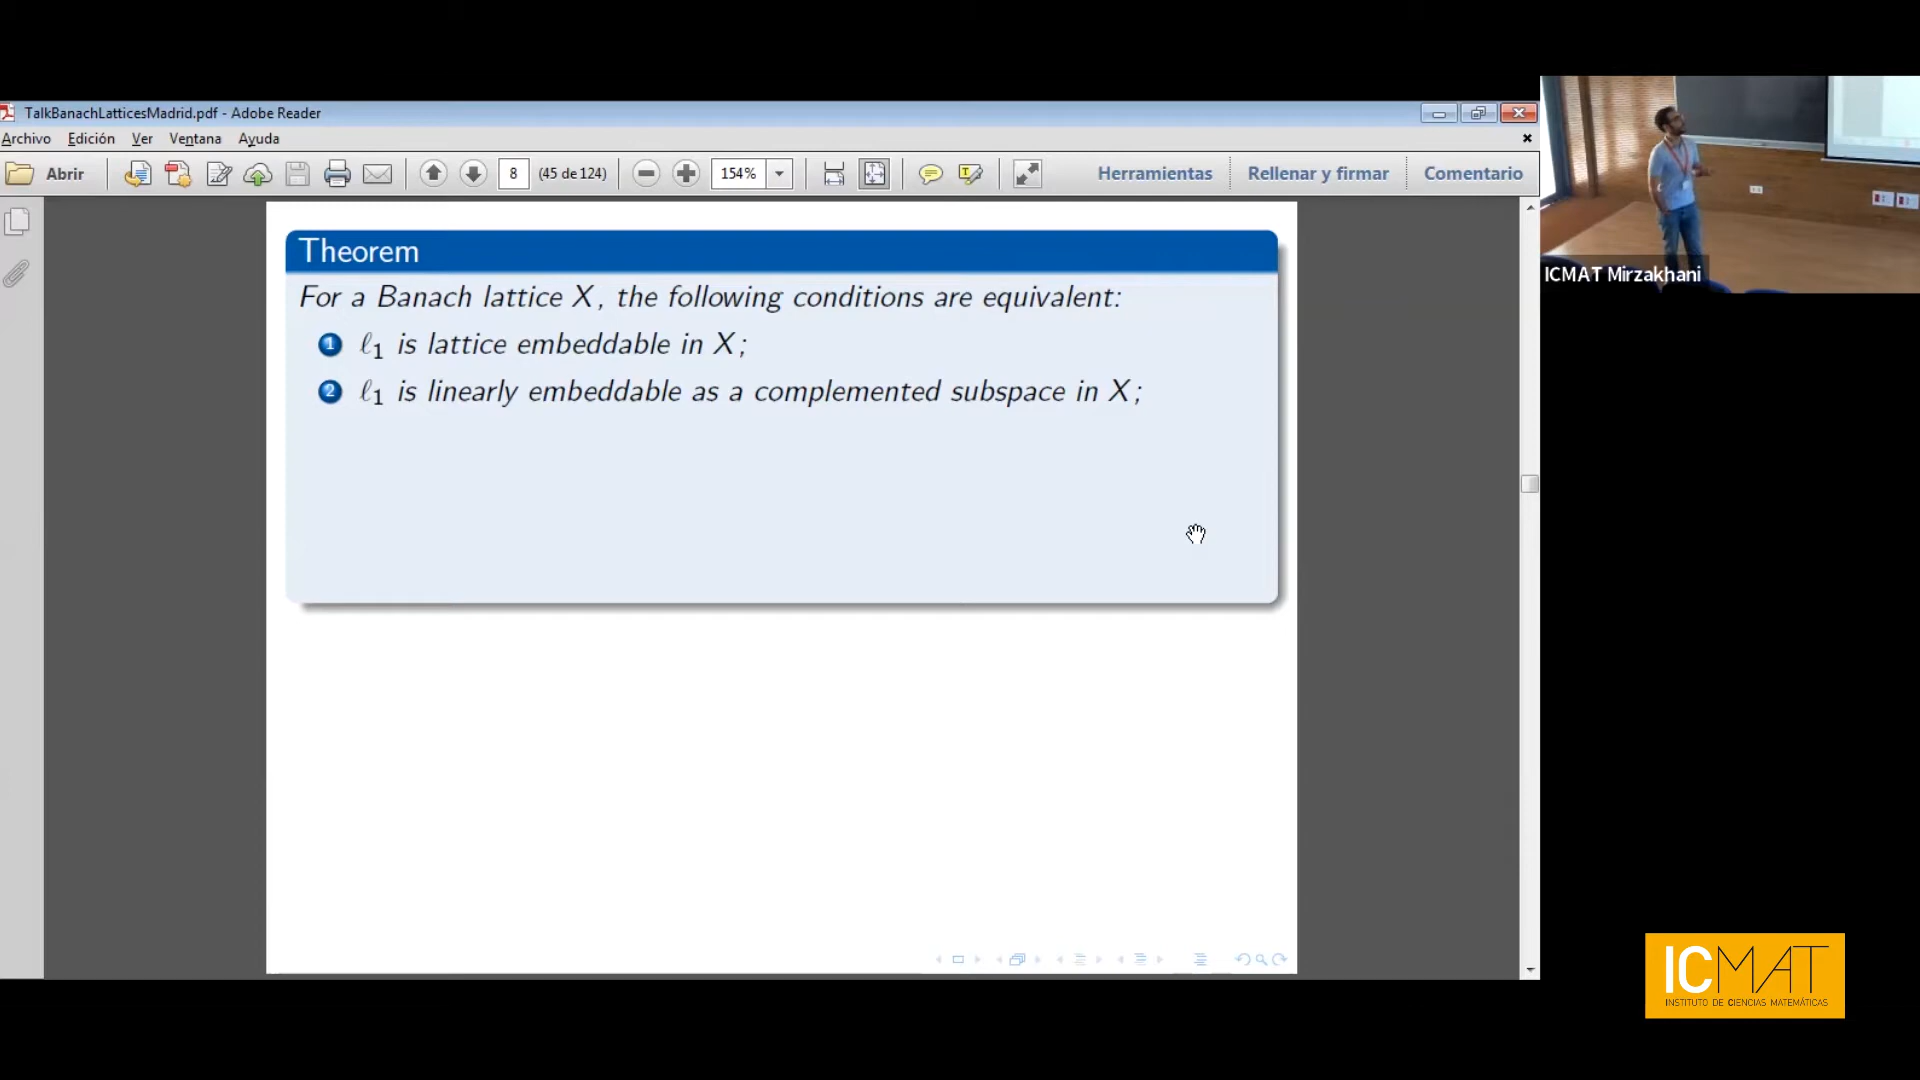 TalkBanachLatticesMadrid.pdf - Adobe Reader
Archivo Edición Ver Ventana Ayuda
Abrir 8 (45 de 124) 154% Herramientas Rellenar y firmar Comentario
Theorem
For a Banach lattice X, the following conditions are equivalent:
1 ℓ₁ is lattice embeddable in X;
2 ℓ₁ is linearly embeddable as a complemented subspace in X;
ICMAT Mirzakhani
ICMAT
INSTITUTO DE CIENCIAS MATEMÁTICAS